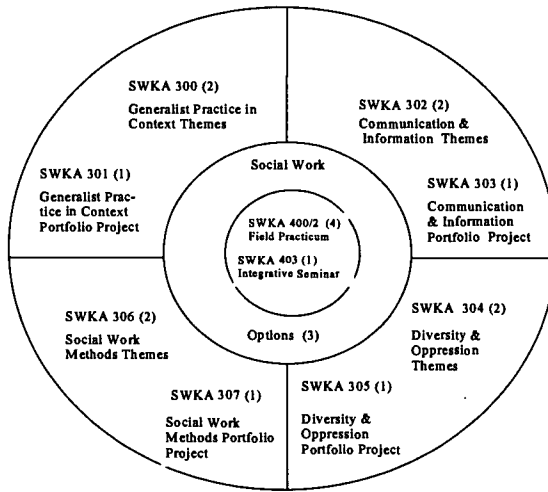 SWKA 300 (2)
Generalist Practice in
Context Themes
SWKA 301 (1)
Generalist Prac-
tice in Context
Portfolio Project
SWKA 302 (2)
Communication &
Information Themes
SWKA 303 (1)
Communication
& Information
Portfolio Project
Social Work
SWKA 400/2 (4)
Field Practicum
SWKA 403 (1)
Integrative Seminar
Options (3)
SWKA 306 (2)
Social Work
Methods Themes
SWKA 307 (1)
Social Work
Methods Portfolio
Project
SWKA 304 (2)
Diversity &
Oppression
Themes
SWKA 305 (1)
Diversity &
Oppression
Portfolio Project